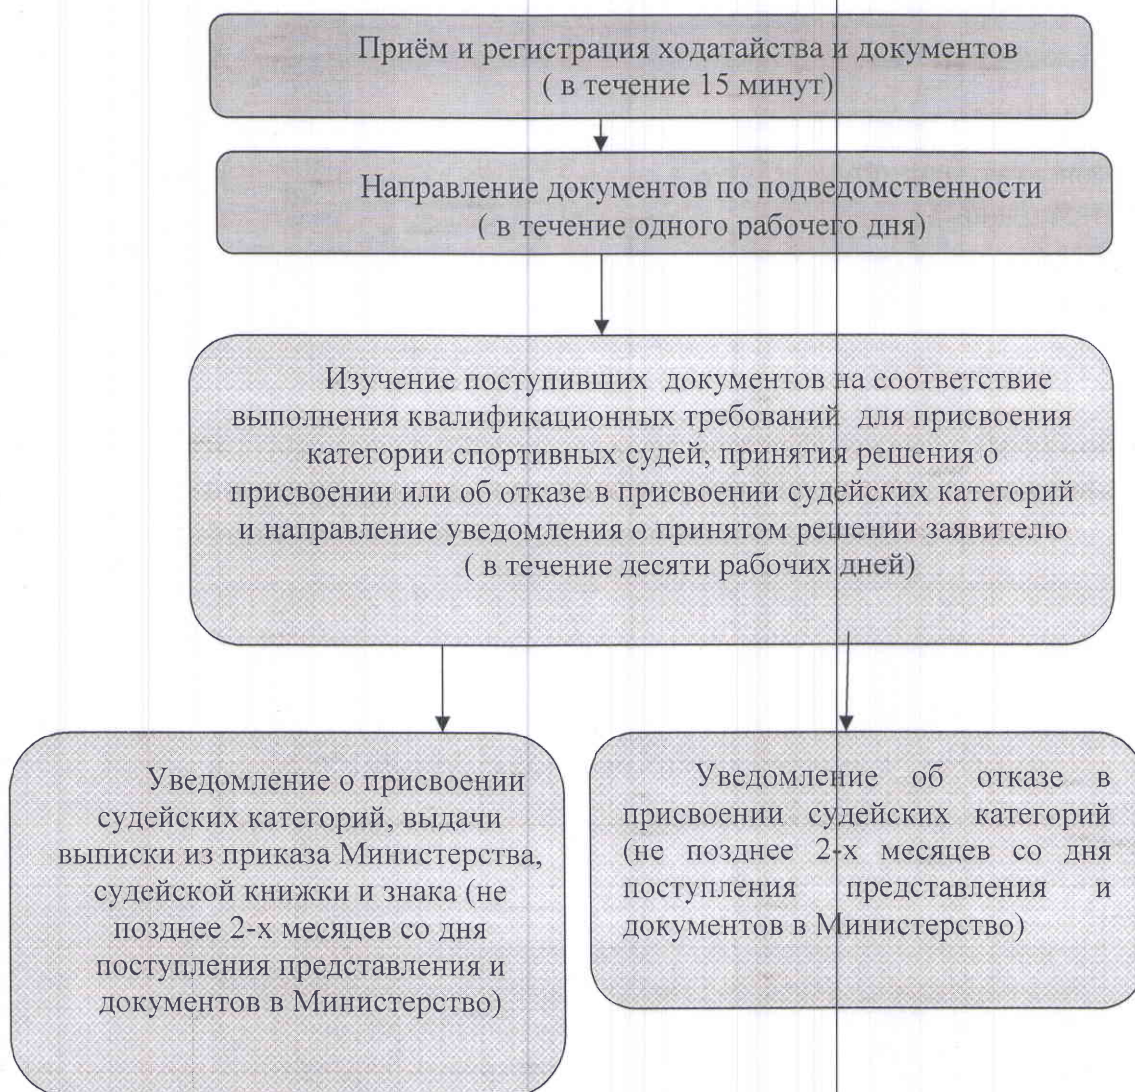 Приём и регистрация ходатайства и документов
( в течение 15 минут)
Направление документов по подведомственности
( в течение одного рабочего дня)
Изучение поступивших документов на соответствие
выполнения квалификационных требований для присвоения
категории спортивных судей, принятия решения о
присвоении или об отказе в присвоении судейских категорий
и направление уведомления о принятом решении заявителю
( в течение десяти рабочих дней)
Уведомление о присвоении
судейских категорий, выдачи
выписки из приказа Министерства,
судейской книжки и знака (не
позднее 2-х месяцев со дня
поступления представления и
документов в Министерство)
Уведомление об отказе в
присвоении судейских категорий
(не позднее 2-х месяцев со дня
поступления представления и
документов в Министерство)